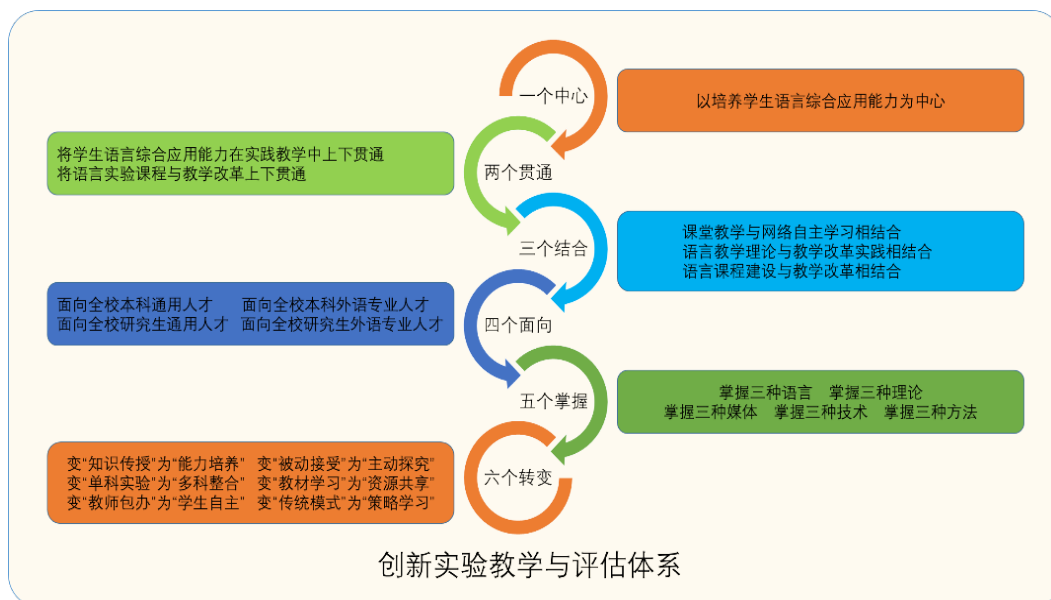 一个中心
以培养学生语言综合应用能力为中心
两个贯通
将学生语言综合应用能力在实践教学中上下贯通
将语言实验课程与教学改革上下贯通
三个结合
课堂教学与网络自主学习相结合
语言教学理论与教学改革实践相结合
语言课程建设与教学改革相结合
四个面向
面向全校本科通用人才 面向全校本科外语专业人才
面向全校研究生通用人才 面向全校研究生外语专业人才
五个掌握
掌握三种语言 掌握三种理论
掌握三种媒体 掌握三种技术 掌握三种方法
六个转变
变“知识传授”为“能力培养” 变“被动接受”为“主动探究”
变“单科实验”为“多科整合” 变“教材学习”为“资源共享”
变“教师包办”为“学生自主” 变“传统模式”为“策略学习”
创新实验教学与评估体系